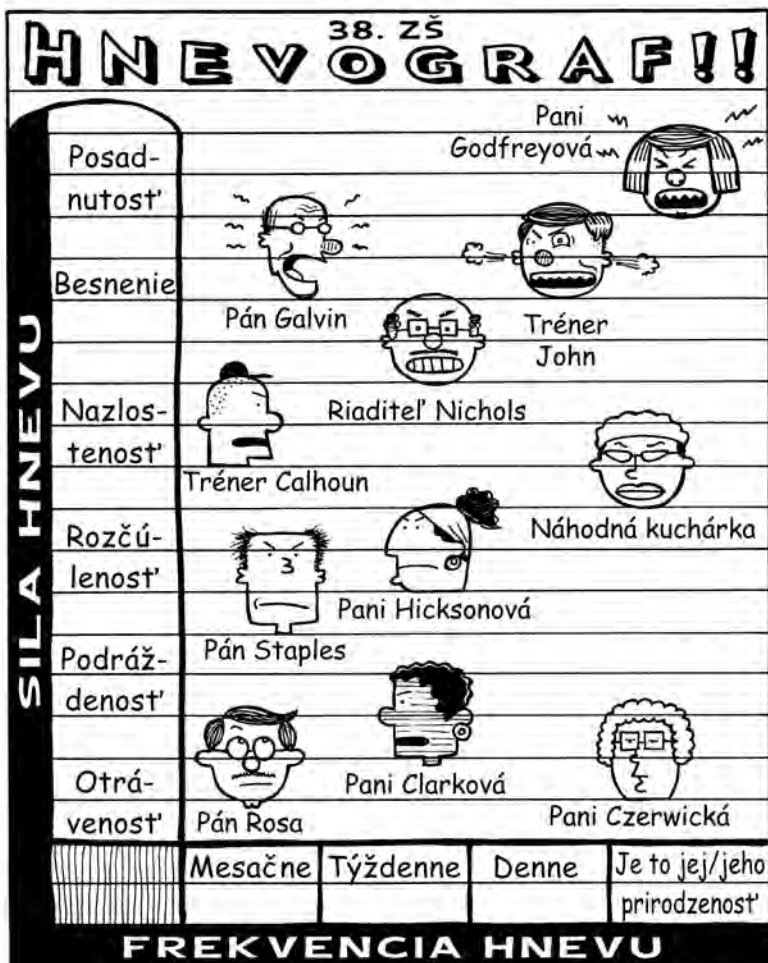 38. ZŠ
HNEVOGRAF!!
SILA HNEVU
Posad-
nutosť
Besnenie
Nazlos-
tenosť
Rozčú-
lenosť
Podráž-
denosť
Otrá-
venosť
Pani
Godfreyová
Pán Galvin
Tréner
John
Riaditeľ Nichols
Tréner Calhoun
Náhodná kuchárka
Pani Hicksonová
Pán Staples
Pani Clarková
Pán Rosa
Pani Czerwická
Mesačne
Týždenne
Denne
Je to jej/jeho
prirodzenosť
FREKVENCIA HNEVU